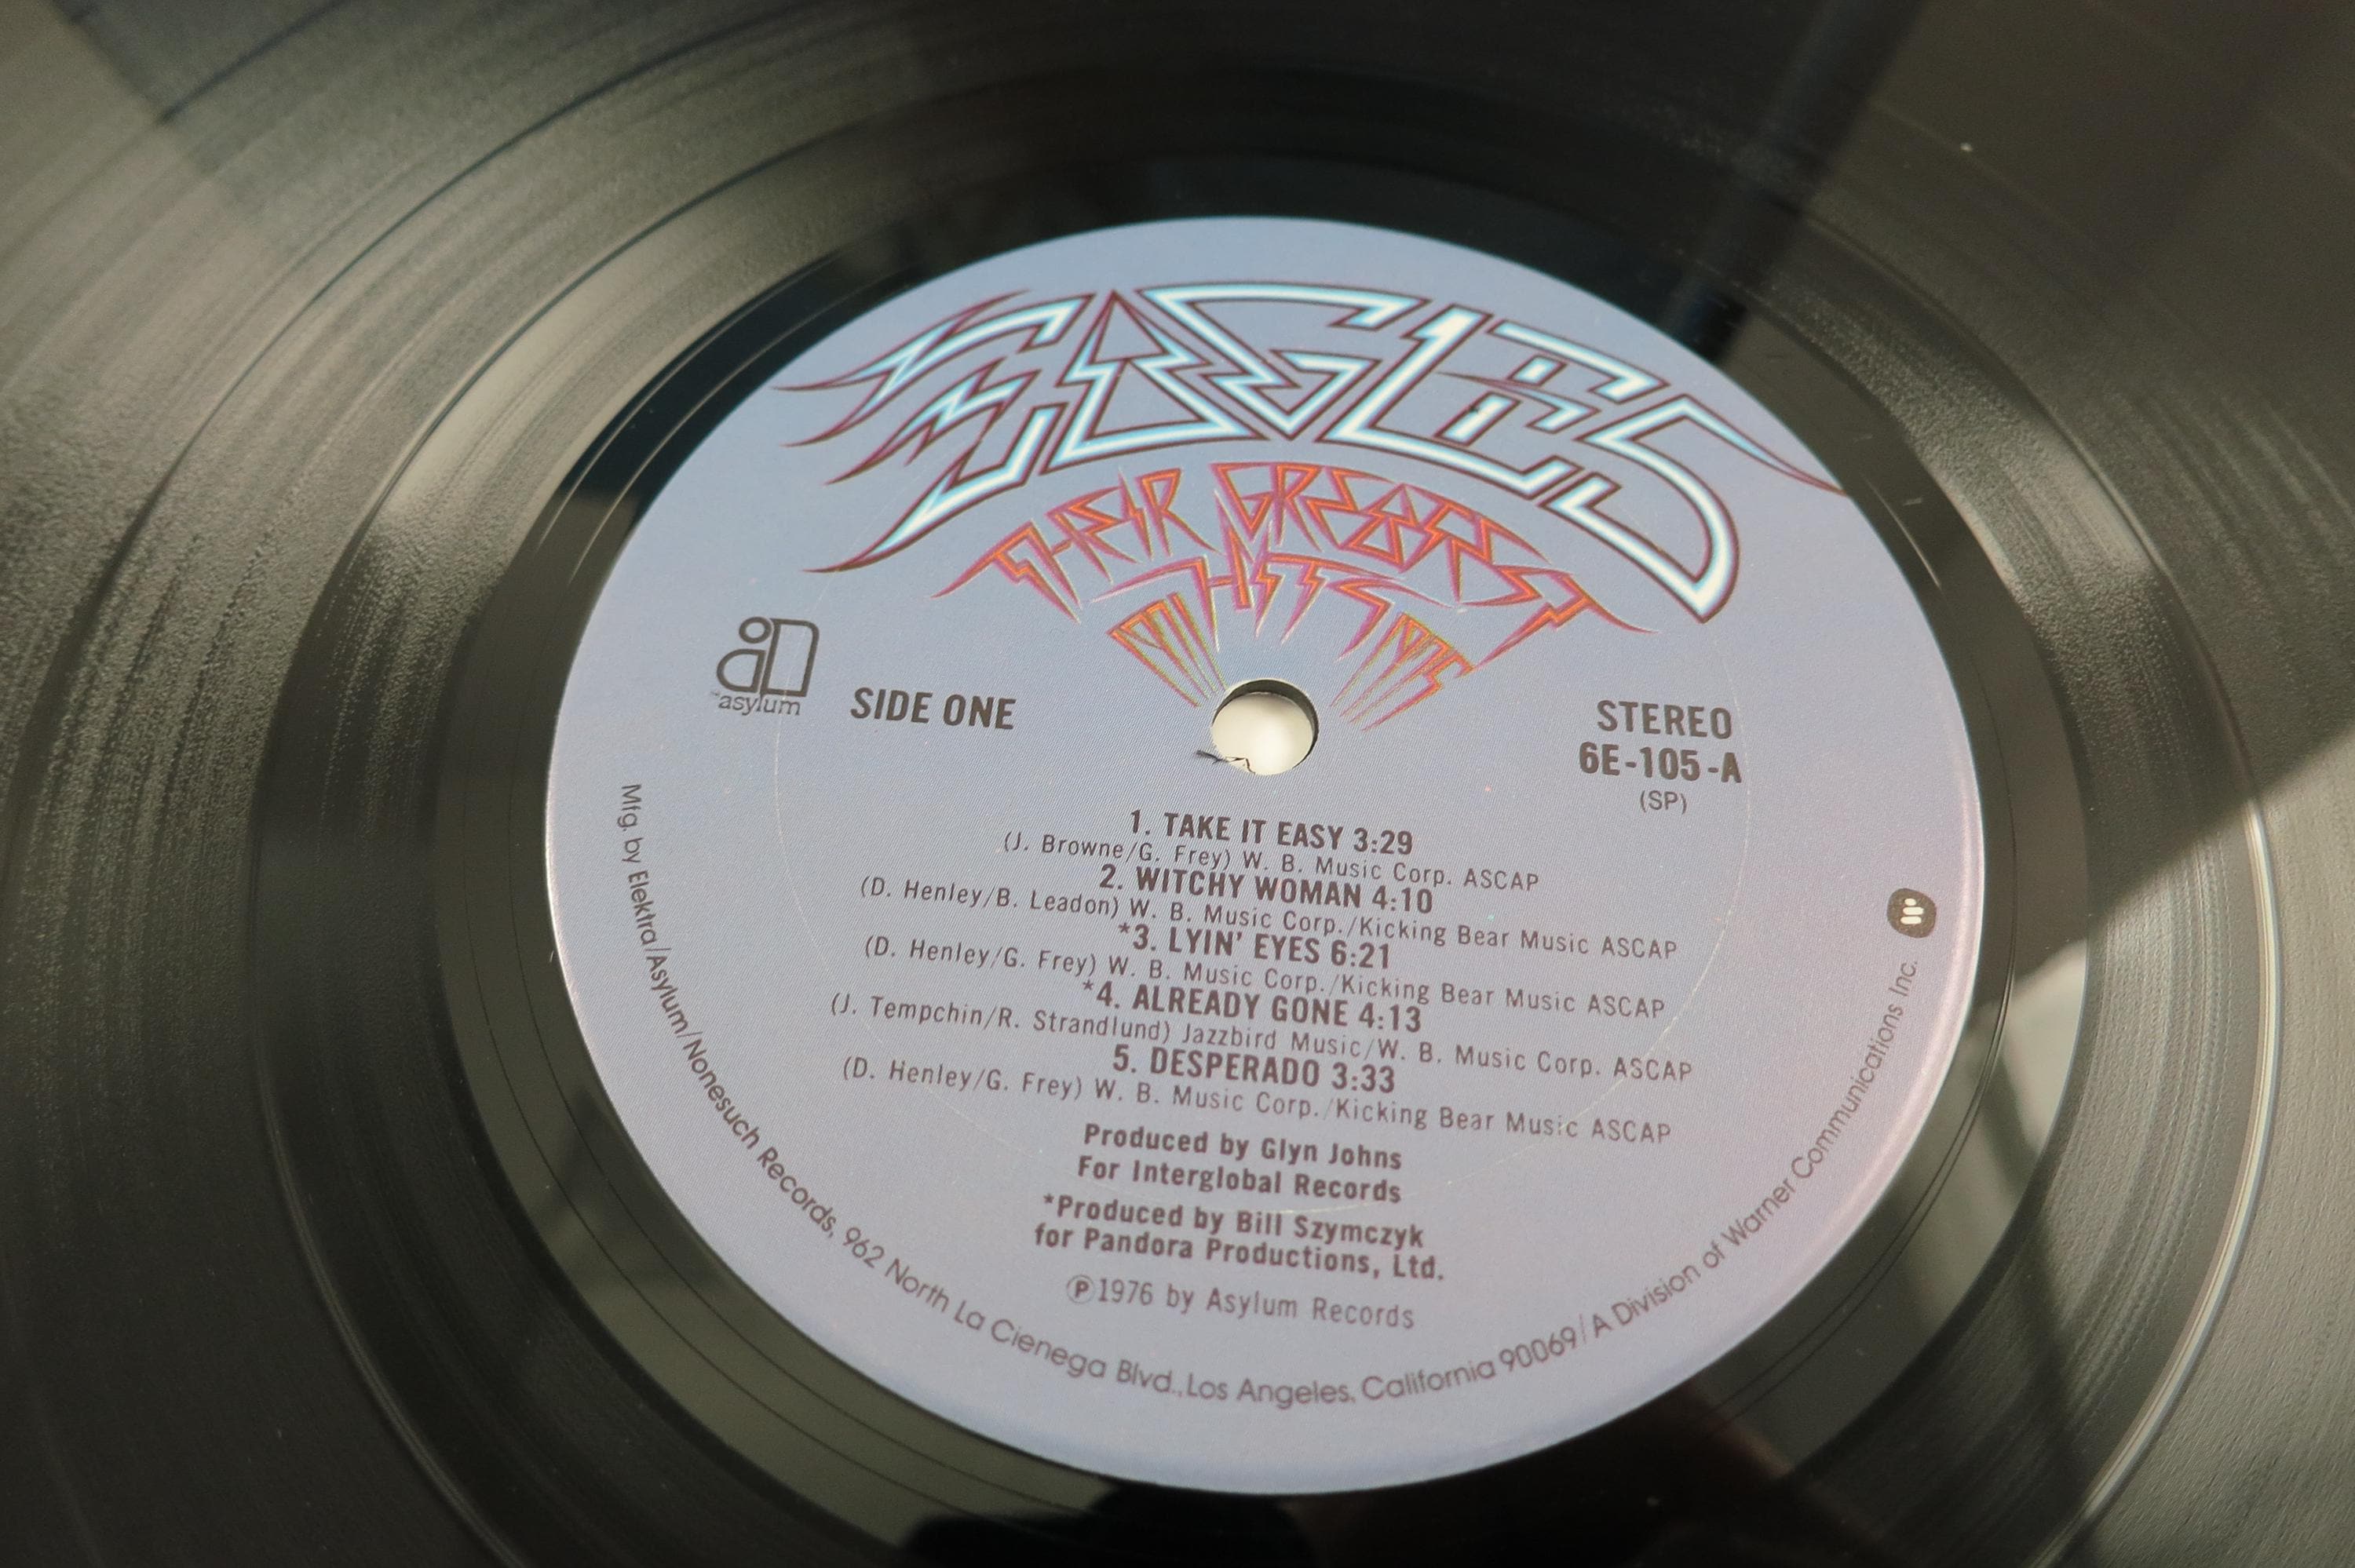 EAGLES
THEIR GREATEST
HITS
1971 1975
asylum
SIDE ONE
STEREO
6E-105-A
(SP)
1. TAKE IT EASY 3:29
(J. Browne/G. Frey) W. B. Music Corp. ASCAP
2. WITCHY WOMAN 4:10
(D. Henley/B. Leadon) W. B. Music Corp./Kicking Bear Music ASCAP
*3. LYIN' EYES 6:21
(D. Henley/G. Frey) W. B. Music Corp./Kicking Bear Music ASCAP
*4. ALREADY GONE 4:13
(J. Tempchin/R. Strandlund) Jazzbird Music/W. B. Music Corp. ASCAP
5. DESPERADO 3:33
(D. Henley/G. Frey) W. B. Music Corp./Kicking Bear Music ASCAP
Produced by Glyn Johns
For Interglobal Records
*Produced by Bill Szymczyk
for Pandora Productions, Ltd.
Ⓟ1976 by Asylum Records
Mfg. by Elektra/Asylum/Nonesuch Records, 962 North La Cienega Blvd., Los Angeles, California 90069/A Division of Warner Communications Inc.